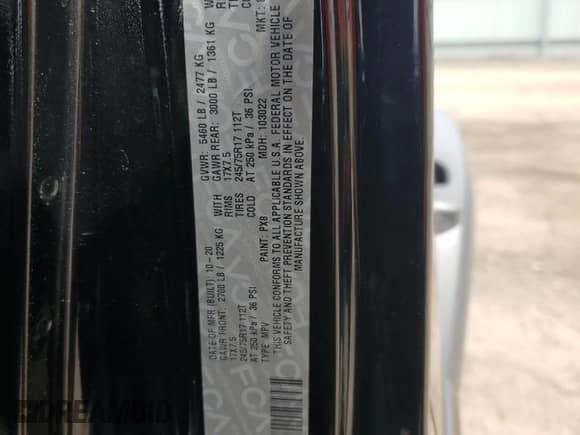 DATE OF MFR (BUILT) 10-20 GVWR: 5460 LB / 2477 KG
GAWR FRONT: 2700 LB / 1225 KG WITH GAWR REAR: 3000 LB / 1361 KG
17X7.5 RIMS 17X7.5
245/75R17 112T TIRES 245/75R17 112T
AT 250 kPa / 36 PSI COLD AT 250 kPa / 36 PSI
TYPE MPV PAINT: PX8 MDH: 103022 MKT:
THIS VEHICLE CONFORMS TO ALL APPLICABLE U.S.A. FEDERAL MOTOR VEHICLE
SAFETY AND THEFT PREVENTION STANDARDS IN EFFECT ON THE DATE OF
MANUFACTURE SHOWN ABOVE.
DREAMBID